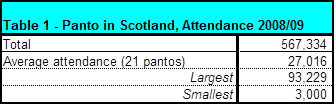 Table 1 - Panto in Scotland, Attendance 2008/09
Total 567,334
Average attendance (21 pantos) 27,016
Largest 93,229
Smallest 3,000